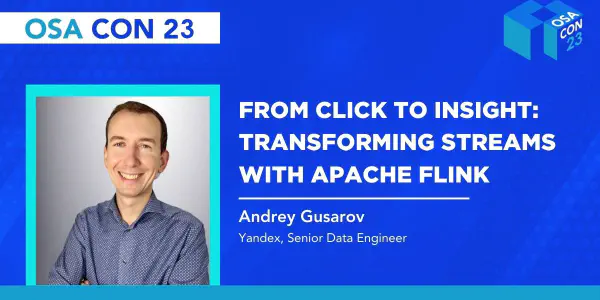 OSA CON 23
OSA
CON
23
FROM CLICK TO INSIGHT:
TRANSFORMING STREAMS
WITH APACHE FLINK
Andrey Gusarov
Yandex, Senior Data Engineer